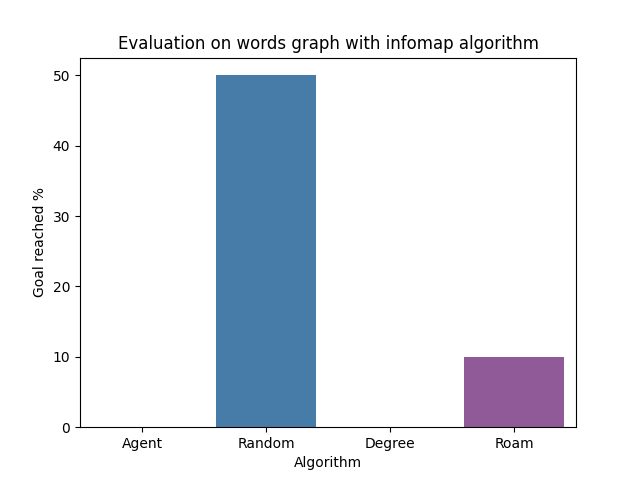 Evaluation on words graph with infomap algorithm
Goal reached %
50
40
30
20
10
0
Agent Random Degree Roam
Algorithm